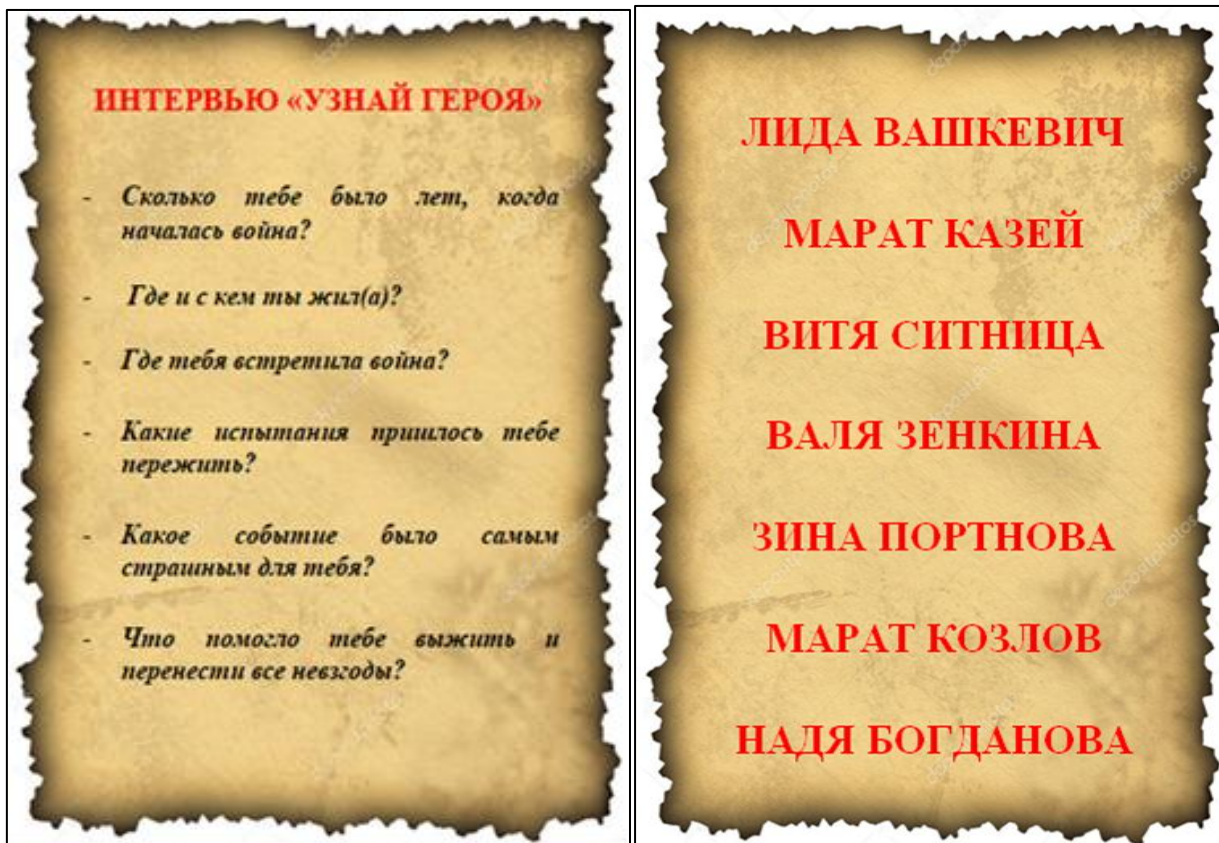 ИНТЕРВЬЮ «УЗНАЙ ГЕРОЯ»
- Сколько тебе было лет, когда
началась война?
- Где и с кем ты жил(а)?
- Где тебя встретила война?
- Какие испытания пришлось тебе
пережить?
- Какое событие было самым
страшным для тебя?
- Что помогло тебе выжить и
перенести все невзгоды?
ЛИДА ВАШКЕВИЧ
МАРАТ КАЗЕЙ
ВИТЯ СИТНИЦА
ВАЛЯ ЗЕНКИНА
ЗИНА ПОРТНОВА
МАРАТ КОЗЛОВ
НАДЯ БОГДАНОВА
depositphotos